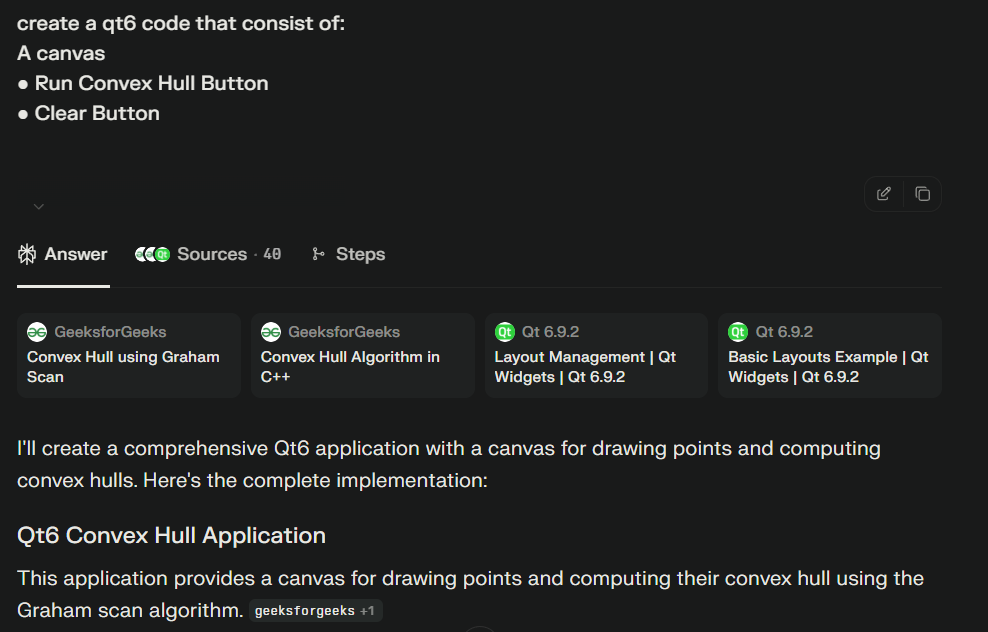 create a qt6 code that consist of:
A canvas
● Run Convex Hull Button
● Clear Button
Answer
Sources · 40
Steps
GeeksforGeeks
Convex Hull using Graham
Scan
GeeksforGeeks
Convex Hull Algorithm in
C++
Qt Qt 6.9.2
Layout Management | Qt
Widgets | Qt 6.9.2
Qt Qt 6.9.2
Basic Layouts Example | Qt
Widgets | Qt 6.9.2
I'll create a comprehensive Qt6 application with a canvas for drawing points and computing
convex hulls. Here's the complete implementation:
Qt6 Convex Hull Application
This application provides a canvas for drawing points and computing their convex hull using the
Graham scan algorithm. geeksforgeeks +1